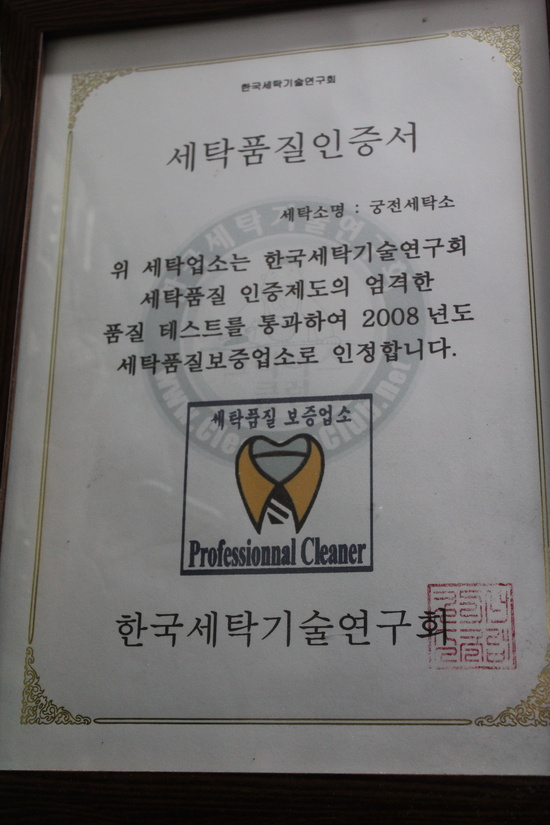 한국세탁기술연구회
세탁품질인증서
세탁소명 : 궁전세탁소
위 세탁업소는 한국세탁기술연구회
세탁품질 인증제도의 엄격한
품질 테스트를 통과하여 2008년도
세탁품질보증업소로 인정합니다.
세탁품질 보증업소
Professionnal Cleaner
한국세탁기술연구회